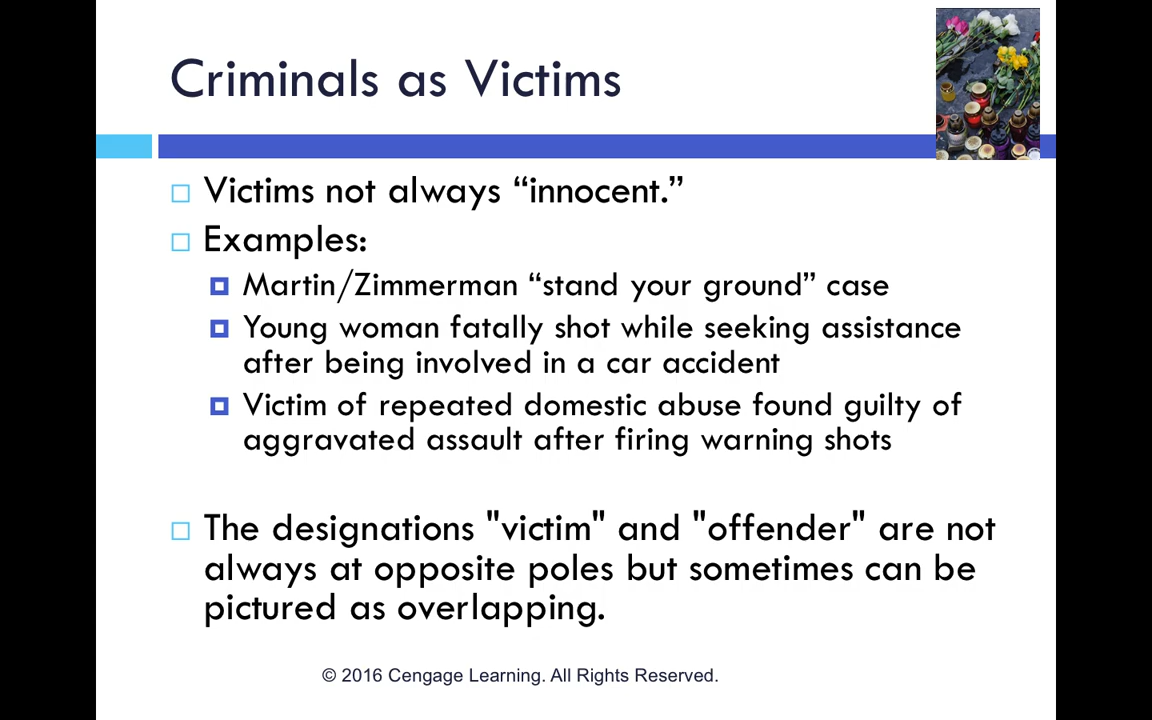 Criminals as Victims
Victims not always “innocent.”
Examples:
Martin/Zimmerman “stand your ground” case
Young woman fatally shot while seeking assistance
after being involved in a car accident
Victim of repeated domestic abuse found guilty of
aggravated assault after firing warning shots
The designations "victim" and "offender" are not
always at opposite poles but sometimes can be
pictured as overlapping.
© 2016 Cengage Learning. All Rights Reserved.